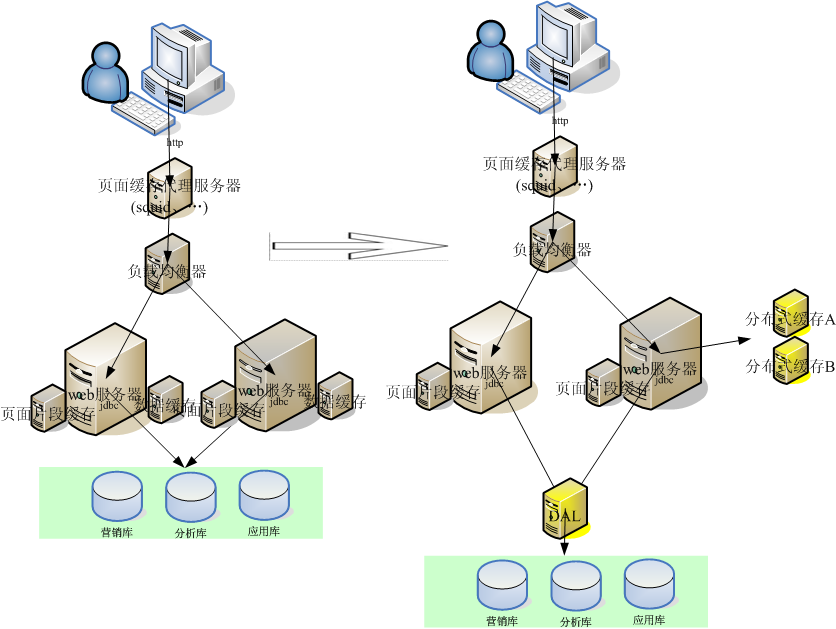 http
页面缓存代理服务器
(squid、…)
负载均衡器
web服务器
jdbc
页面片段缓存
数据缓存
web服务器
jdbc
页面片段缓存
数据缓存
营销库
分析库
应用库
http
页面缓存代理服务器
(squid、…)
负载均衡器
分布式缓存A
分布式缓存B
web服务器
jdbc
页面片段缓存
web服务器
jdbc
页面片段缓存
DAL
营销库
分析库
应用库